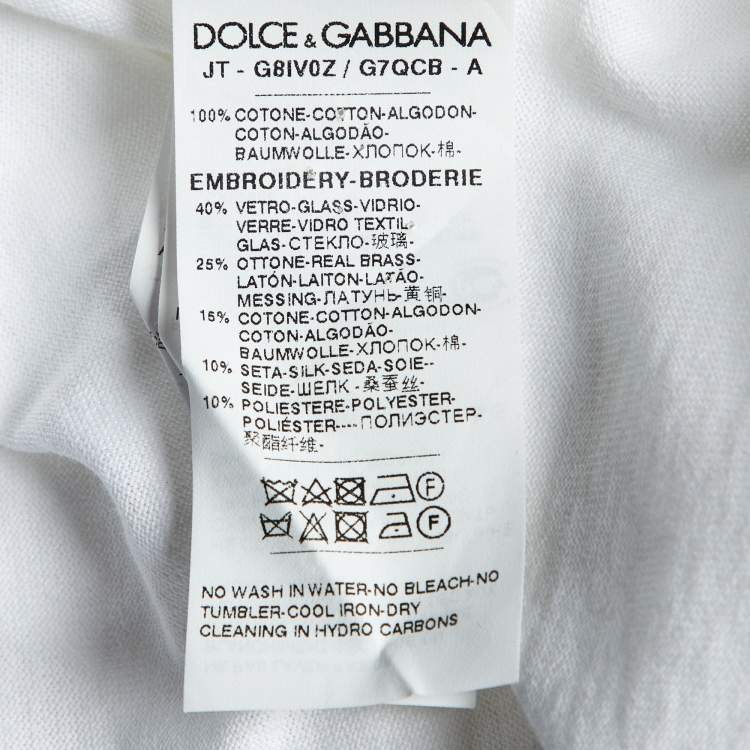 DOLCE & GABBANA
JT - G8IV0Z / G7QCB - A
100% COTONE-COTTON-ALGODON-
COTON-ALGODÃO-
BAUMWOLLE-ХЛОПОК-棉-
EMBROIDERY-BRODERIE
40% VETRO-GLASS-VIDRIO-
VERRE-VIDRO TEXTIL
GLAS-СТЕКЛО-玻璃-
25% OTTONE-REAL BRASS-
LATÓN-LAITON-LATÃO-
MESSING-ЛАТУНЬ-黄铜-
15% COTONE-COTTON-ALGODON-
COTON-ALGODÃO-
BAUMWOLLE-ХЛОПОК-棉-
10% SETA-SILK-SEDA-SOIE--
SEIDE-ШЕЛК -桑蚕丝-
10% POLIESTERE-POLYESTER-
POLIÉSTER----ПОЛИЭСТЕР-
聚酯纤维-
F
F
NO WASH IN WATER-NO BLEACH-NO
TUMBLER-COOL IRON-DRY
CLEANING IN HYDRO CARBONS